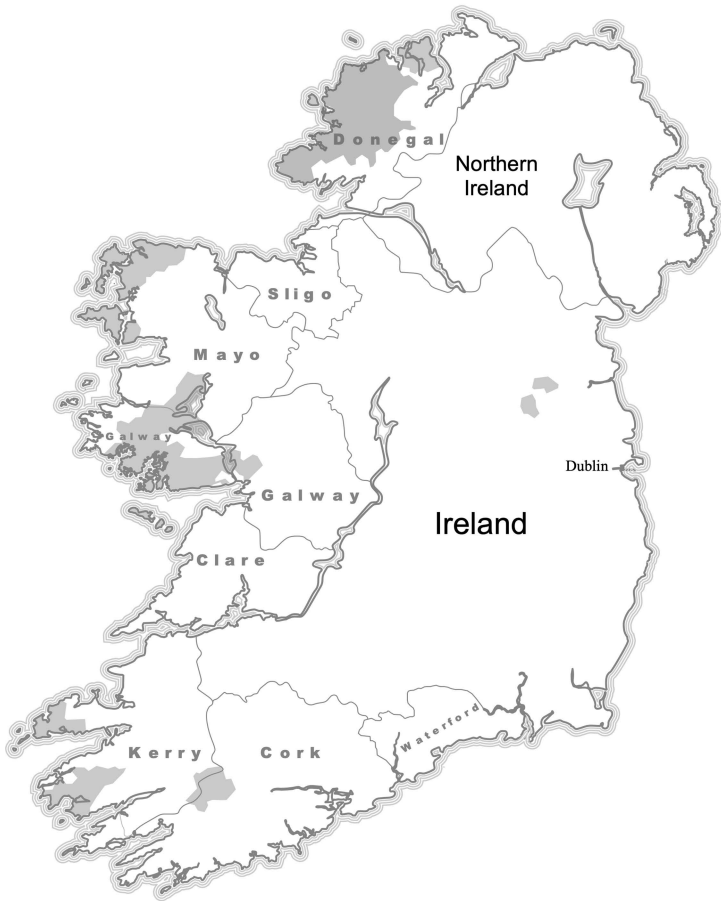 Donegal
Northern
Ireland
Sligo
Mayo
Galway
Dublin
Galway
Ireland
Clare
Waterford
Kerry
Cork